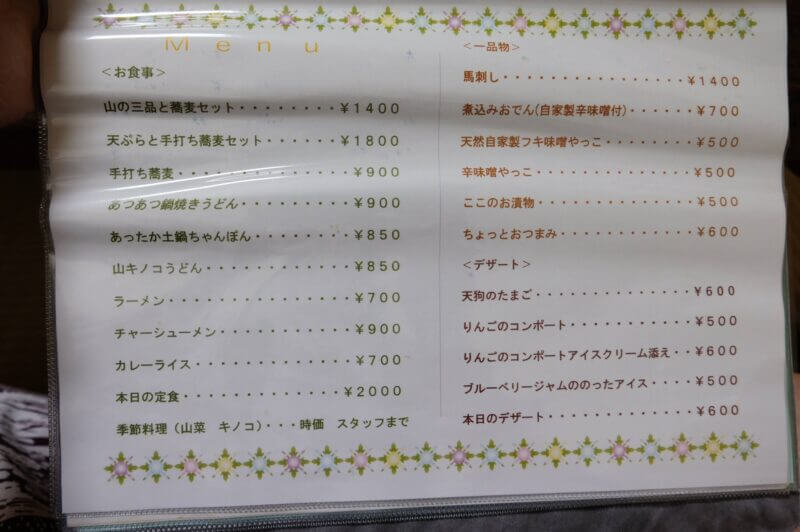 Menu
＜お食事＞
山の三品と蕎麦セット・・・・・・・・・¥1400
天ぷらと手打ち蕎麦セット・・・・・・・¥1800
手打ち蕎麦・・・・・・・・・・・・・・¥900
あつあつ鍋焼きうどん・・・・・・・・・¥900
あったか土鍋ちゃんぽん・・・・・・・・¥850
山キノコうどん・・・・・・・・・・・・¥850
ラーメン・・・・・・・・・・・・・・・¥700
チャーシューメン・・・・・・・・・・・¥900
カレーライス・・・・・・・・・・・・・¥700
本日の定食・・・・・・・・・・・・・¥2000
季節料理（山菜　キノコ）・・・時価　スタッフまで
＜一品物＞
馬刺し・・・・・・・・・・・・・・・・¥1400
煮込みおでん(自家製辛味噌付)・・・・・・¥700
天然自家製フキ味噌やっこ・・・・・・・・¥500
辛味噌やっこ・・・・・・・・・・・・・・¥500
ここのお漬物・・・・・・・・・・・・・・¥500
ちょっとおつまみ・・・・・・・・・・・・¥600
＜デザート＞
天狗のたまご・・・・・・・・・・・・・・¥600
りんごのコンポート・・・・・・・・・・・¥500
りんごのコンポートアイスクリーム添え・・¥600
ブルーベリージャムののったアイス・・・・¥500
本日のデザート・・・・・・・・・・・・・¥600